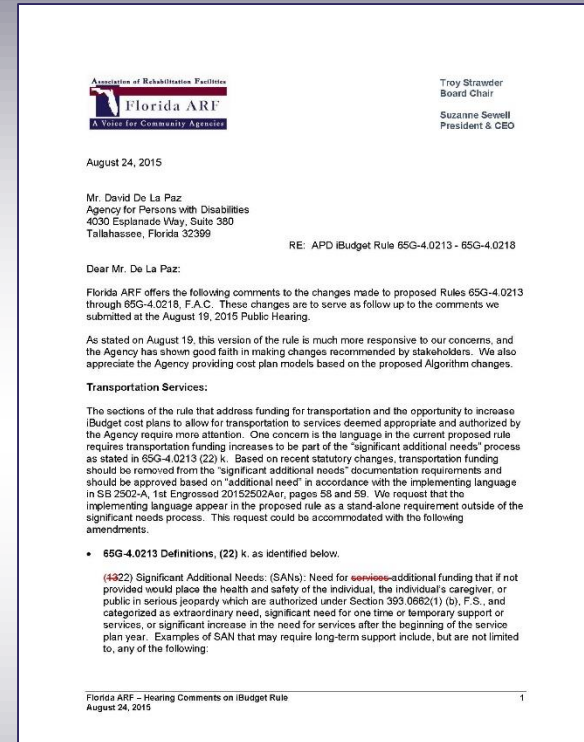 Association of Rehabilitation Facilities
Florida ARF
A Voice for Community Agencies
Troy Strawder
Board Chair
Suzanne Sewell
President & CEO
August 24, 2015
Mr. David De La Paz
Agency for Persons with Disabilities
4030 Esplanade Way, Suite 380
Tallahassee, Florida 32399
RE: APD iBudget Rule 65G-4.0213 - 65G-4.0218
Dear Mr. De La Paz:
Florida ARF offers the following comments to the changes made to proposed Rules 65G-4.0213
through 65G-4.0218, F.A.C. These changes are to serve as follow up to the comments we
submitted at the August 19, 2015 Public Hearing.
As stated on August 19, this version of the rule is much more responsive to our concerns, and
the Agency has shown good faith in making changes recommended by stakeholders. We also
appreciate the Agency providing cost plan models based on the proposed Algorithm changes.
Transportation Services:
The sections of the rule that address funding for transportation and the opportunity to increase
iBudget cost plans to allow for transportation to services deemed appropriate and authorized by
the Agency require more attention. One concern is the language in the current proposed rule
requires transportation funding increases to be part of the "significant additional needs" process
as stated in 65G-4.0213 (22) k. Based on recent statutory changes, transportation funding
should be removed from the "significant additional needs" documentation requirements and
should be approved based on "additional need" in accordance with the implementing language
in SB 2502-A, 1st Engrossed 20152502Aer, pages 58 and 59. We request that the
implementing language appear in the proposed rule as a stand-alone requirement outside of the
significant needs process. This request could be accommodated with the following
amendments.
• 65G-4.0213 Definitions, (22) k. as identified below.
(1322) Significant Additional Needs: (SANs): Need for services additional funding that if not
provided would place the health and safety of the individual, the individual's caregiver, or
public in serious jeopardy which are authorized under Section 393.0662(1) (b), F.S., and
categorized as extraordinary need, significant need for one time or temporary support or
services, or significant increase in the need for services after the beginning of the service
plan year. Examples of SAN that may require long-term support include, but are not limited
to, any of the following:
Florida ARF – Hearing Comments on iBudget Rule 1
August 24, 2015